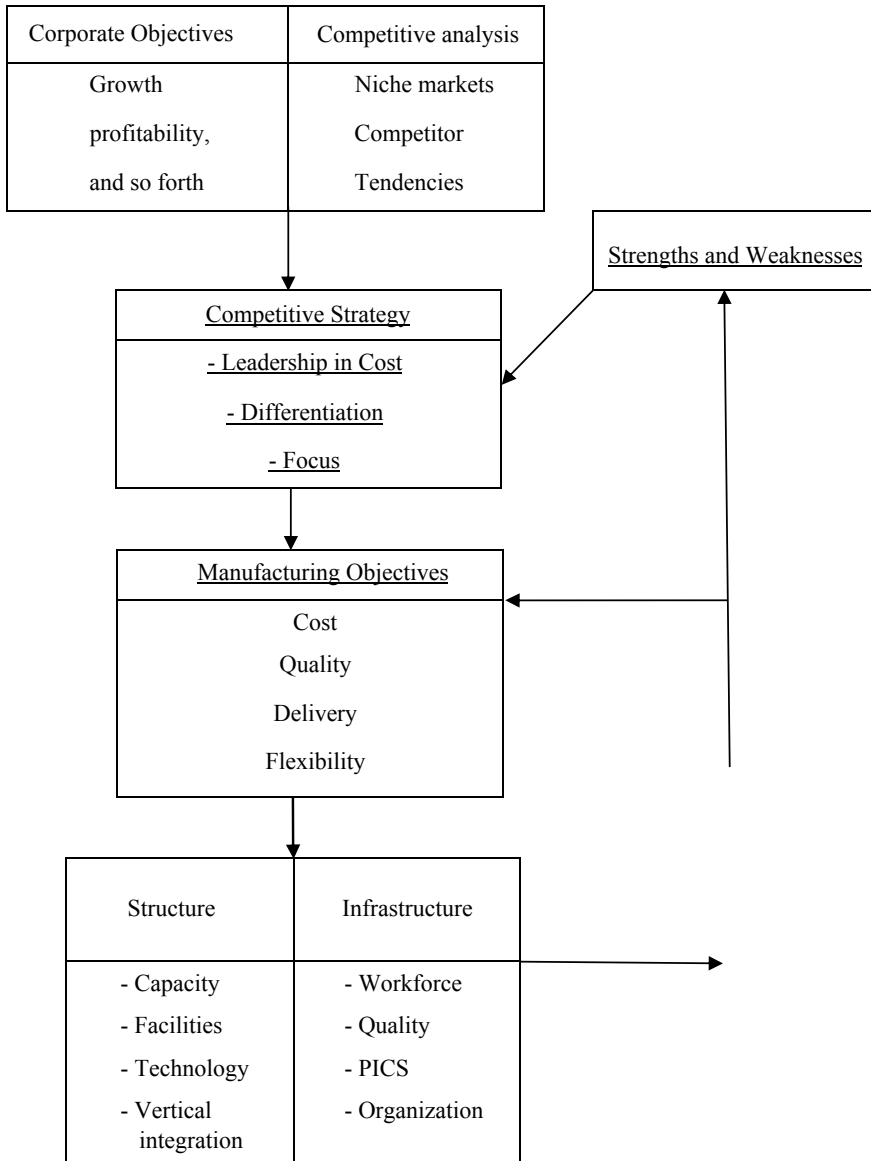 Corporate Objectives
Competitive analysis
Growth
profitability,
and so forth
Niche markets
Competitor
Tendencies
Strengths and Weaknesses
Competitive Strategy
- Leadership in Cost
- Differentiation
- Focus
Manufacturing Objectives
Cost
Quality
Delivery
Flexibility
Structure
Infrastructure
- Capacity
- Facilities
- Technology
- Vertical
integration
- Workforce
- Quality
- PICS
- Organization